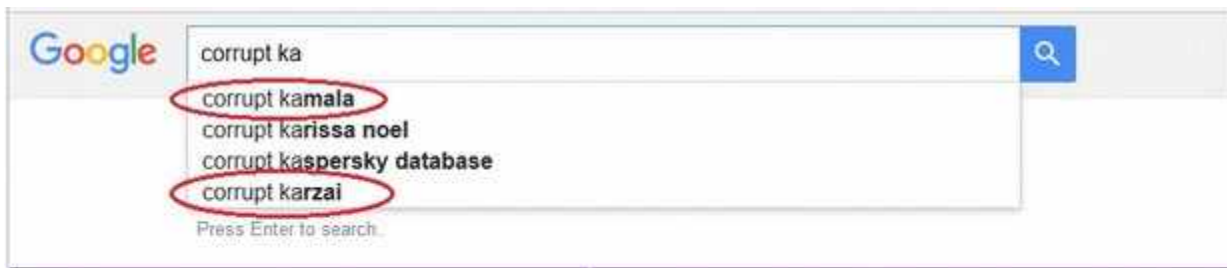 Google
corrupt ka
corrupt kamala
corrupt karissa noel
corrupt kaspersky database
corrupt karzai
Press Enter to search.